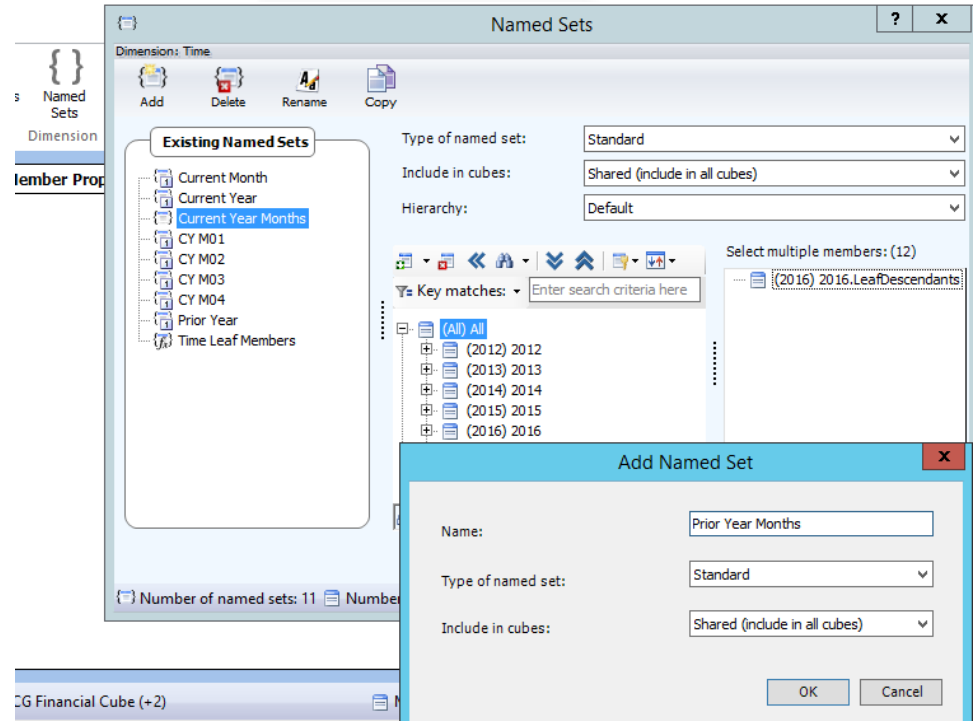 Named Sets
?
x
Dimension: Time
s
Named
Sets
Dimension
Add
Delete
Rename
Copy
Member Prop
Existing Named Sets
Current Month
Current Year
Current Year Months
CY M01
CY M02
CY M03
CY M04
Prior Year
Time Leaf Members
Type of named set:
Standard
Include in cubes:
Shared (include in all cubes)
Hierarchy:
Default
Key matches:
Enter search criteria here
(All) All
(2012) 2012
(2013) 2013
(2014) 2014
(2015) 2015
(2016) 2016
Select multiple members: (12)
(2016) 2016.LeafDescendants
Number of named sets: 11
Number
Add Named Set
x
Name:
Prior Year Months
Type of named set:
Standard
Include in cubes:
Shared (include in all cubes)
OK
Cancel
CG Financial Cube (+2)